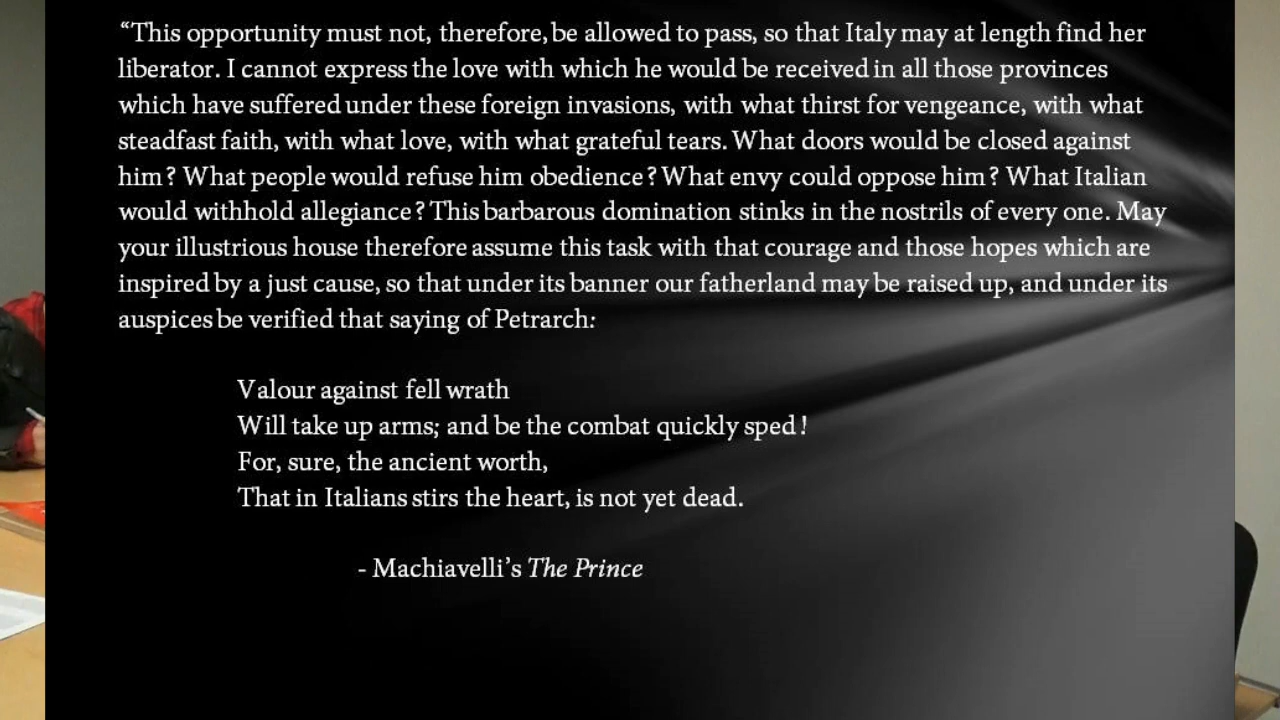 “This opportunity must not, therefore, be allowed to pass, so that Italy may at length find her
liberator. I cannot express the love with which he would be received in all those provinces
which have suffered under these foreign invasions, with what thirst for vengeance, with what
steadfast faith, with what love, with what grateful tears. What doors would be closed against
him? What people would refuse him obedience? What envy could oppose him? What Italian
would withhold allegiance? This barbarous domination stinks in the nostrils of every one. May
your illustrious house therefore assume this task with that courage and those hopes which are
inspired by a just cause, so that under its banner our fatherland may be raised up, and under its
auspices be verified that saying of Petrarch:
Valour against fell wrath
Will take up arms; and be the combat quickly sped!
For, sure, the ancient worth,
That in Italians stirs the heart, is not yet dead.
- Machiavelli’s The Prince